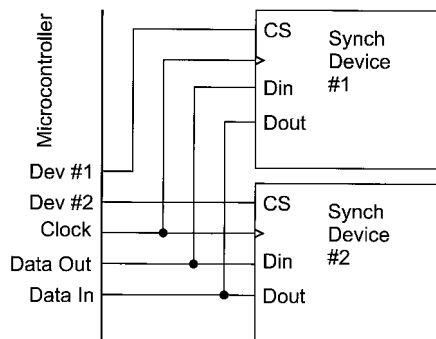 Microcontroller
Dev #1
Dev #2
Clock
Data Out
Data In
CS
Din
Dout
Synch
Device
#1
CS
Din
Dout
Synch
Device
#2